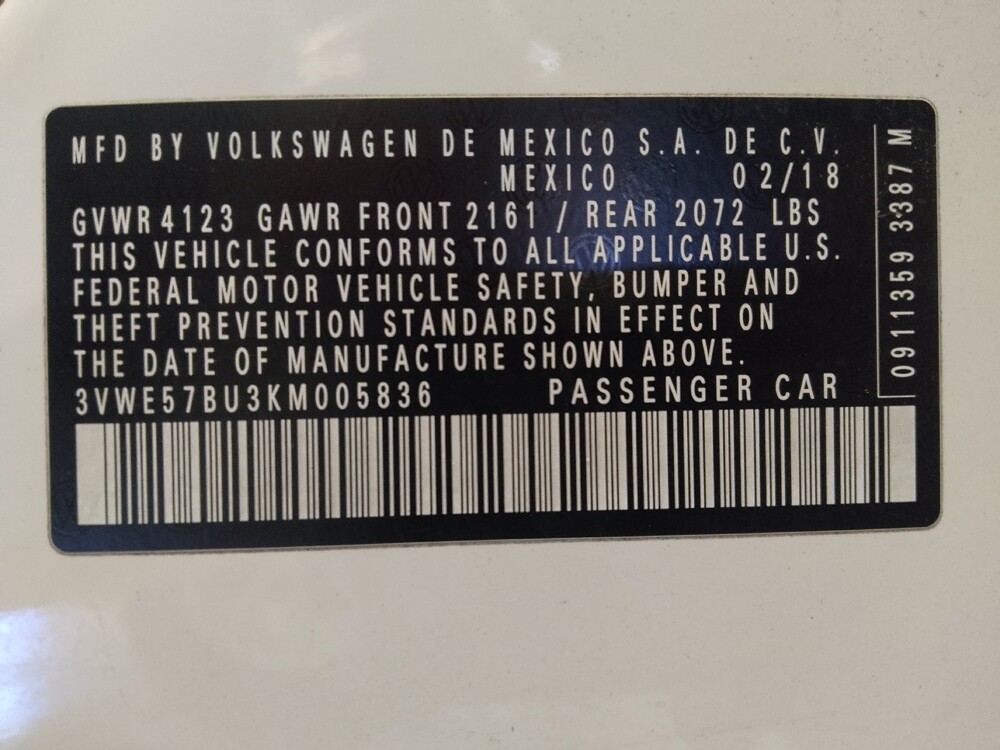 MFD BY VOLKSWAGEN DE MEXICO S.A. DE C.V.
MEXICO 02/18
GVWR 4123 GAWR FRONT 2161 / REAR 2072 LBS
THIS VEHICLE CONFORMS TO ALL APPLICABLE U.S.
FEDERAL MOTOR VEHICLE SAFETY, BUMPER AND
THEFT PREVENTION STANDARDS IN EFFECT ON
THE DATE OF MANUFACTURE SHOWN ABOVE.
3VWE57BU3KM005836 PASSENGER CAR
0911359 3387 M